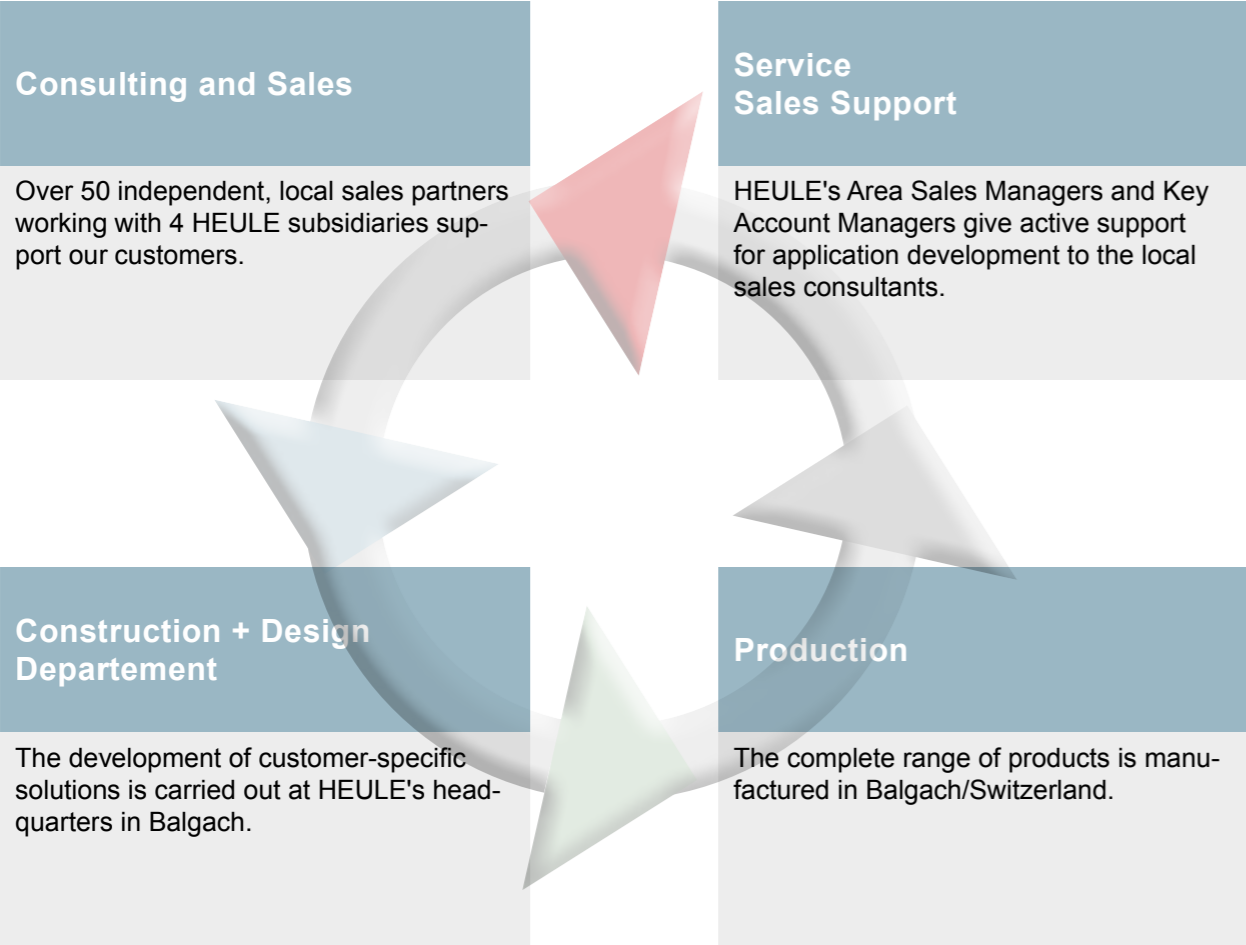 Consulting and Sales
Over 50 independent, local sales partners
working with 4 HEULE subsidiaries sup-
port our customers.
Service
Sales Support
HEULE's Area Sales Managers and Key
Account Managers give active support
for application development to the local
sales consultants.
Construction + Design
Departement
The development of customer-specific
solutions is carried out at HEULE's head-
quarters in Balgach.
Production
The complete range of products is manu-
factured in Balgach/Switzerland.